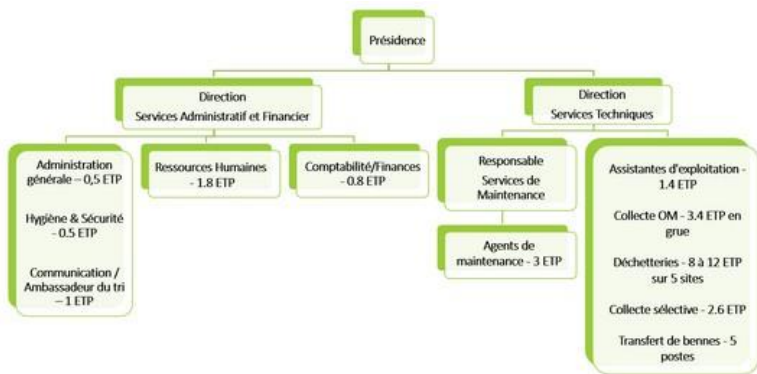 Présidence
Direction
Services Administratif et Financier
Direction
Services Techniques
Administration
générale – 0,5 ETP
Hygiène & Sécurité
- 0.5 ETP
Communication /
Ambassadeur du tri
– 1 ETP
Ressources Humaines
- 1.8 ETP
Comptabilité/Finances
- 0.8 ETP
Responsable
Services de
Maintenance
Agents de
maintenance - 3 ETP
Assistantes d'exploitation -
1.4 ETP
Collecte OM - 3.4 ETP en
grue
Déchetteries - 8 à 12 ETP
sur 5 sites
Collecte sélective - 2.6 ETP
Transfert de bennes - 5
postes